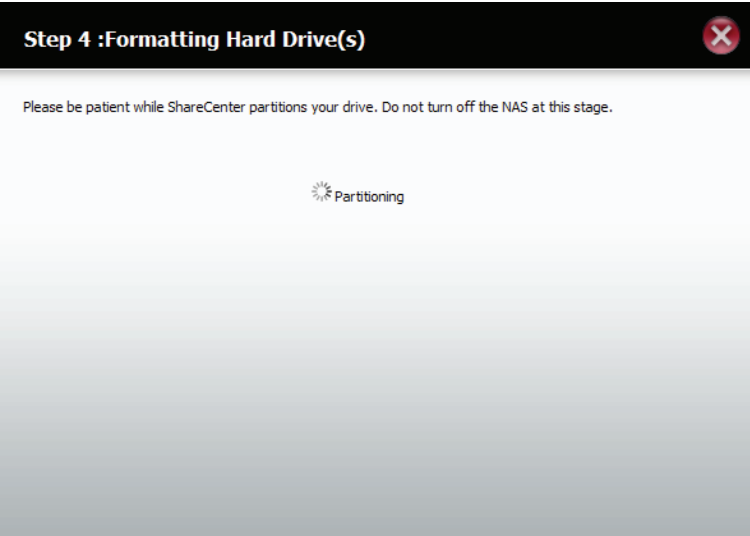 Step 4 :Formatting Hard Drive(s)
Please be patient while ShareCenter partitions your drive. Do not turn off the NAS at this stage.
Partitioning